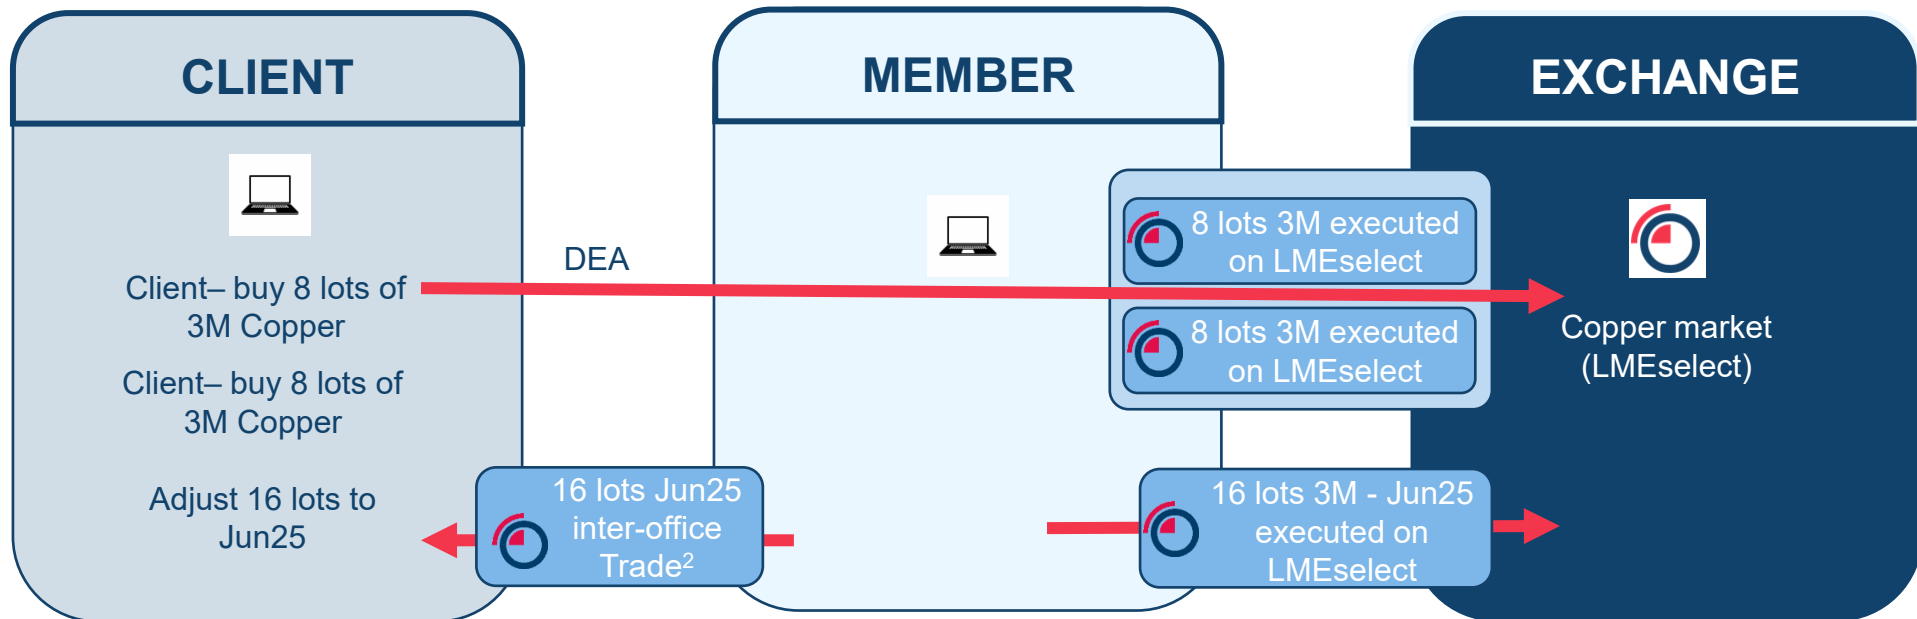 CLIENT
MEMBER
EXCHANGE
DEA
Client– buy 8 lots of
3M Copper
Client– buy 8 lots of
3M Copper
Adjust 16 lots to
Jun25
16 lots Jun25
inter-office
Trade²
8 lots 3M executed
on LMEselect
8 lots 3M executed
on LMEselect
16 lots 3M - Jun25
executed on
LMEselect
Copper market
(LMEselect)